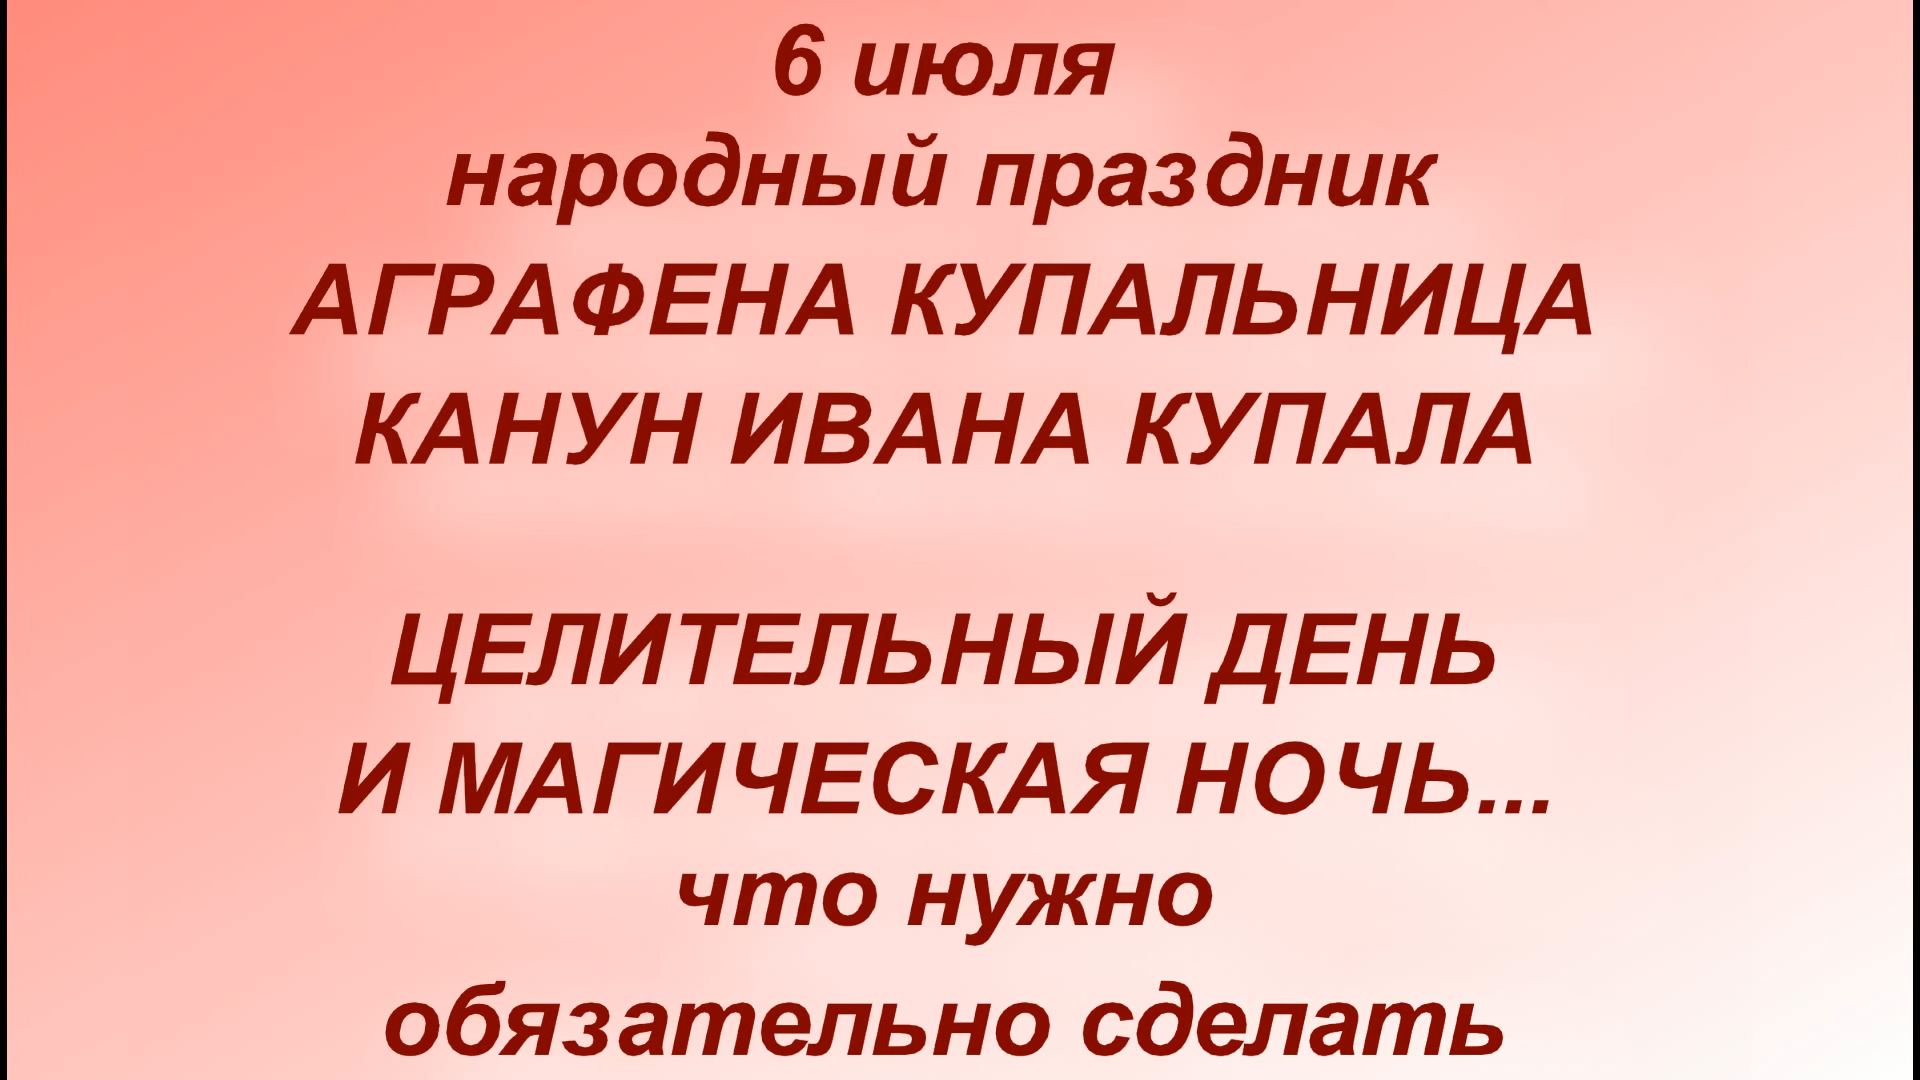 6 июля
народный праздник
АГРАФЕНА КУПАЛЬНИЦА
КАНУН ИВАНА КУПАЛА
ЦЕЛИТЕЛЬНЫЙ ДЕНЬ
И МАГИЧЕСКАЯ НОЧЬ...
что нужно
обязательно сделать